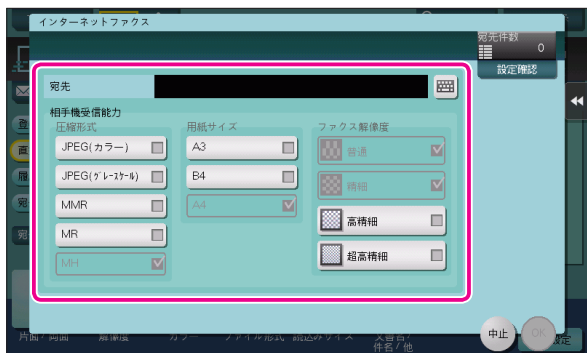 インターネットファクス
宛先件数
0
設定確認
宛先
相手機受信能力
圧縮形式
用紙サイズ
ファクス解像度
JPEG(カラー)
A3
普通
JPEG(グレースケール)
B4
精細
MMR
A4
高精細
MR
超高精細
MH
片面/両面
解像度
カラー
ファイル形式
読込みサイズ
文書名/
件名/他
中止
OK